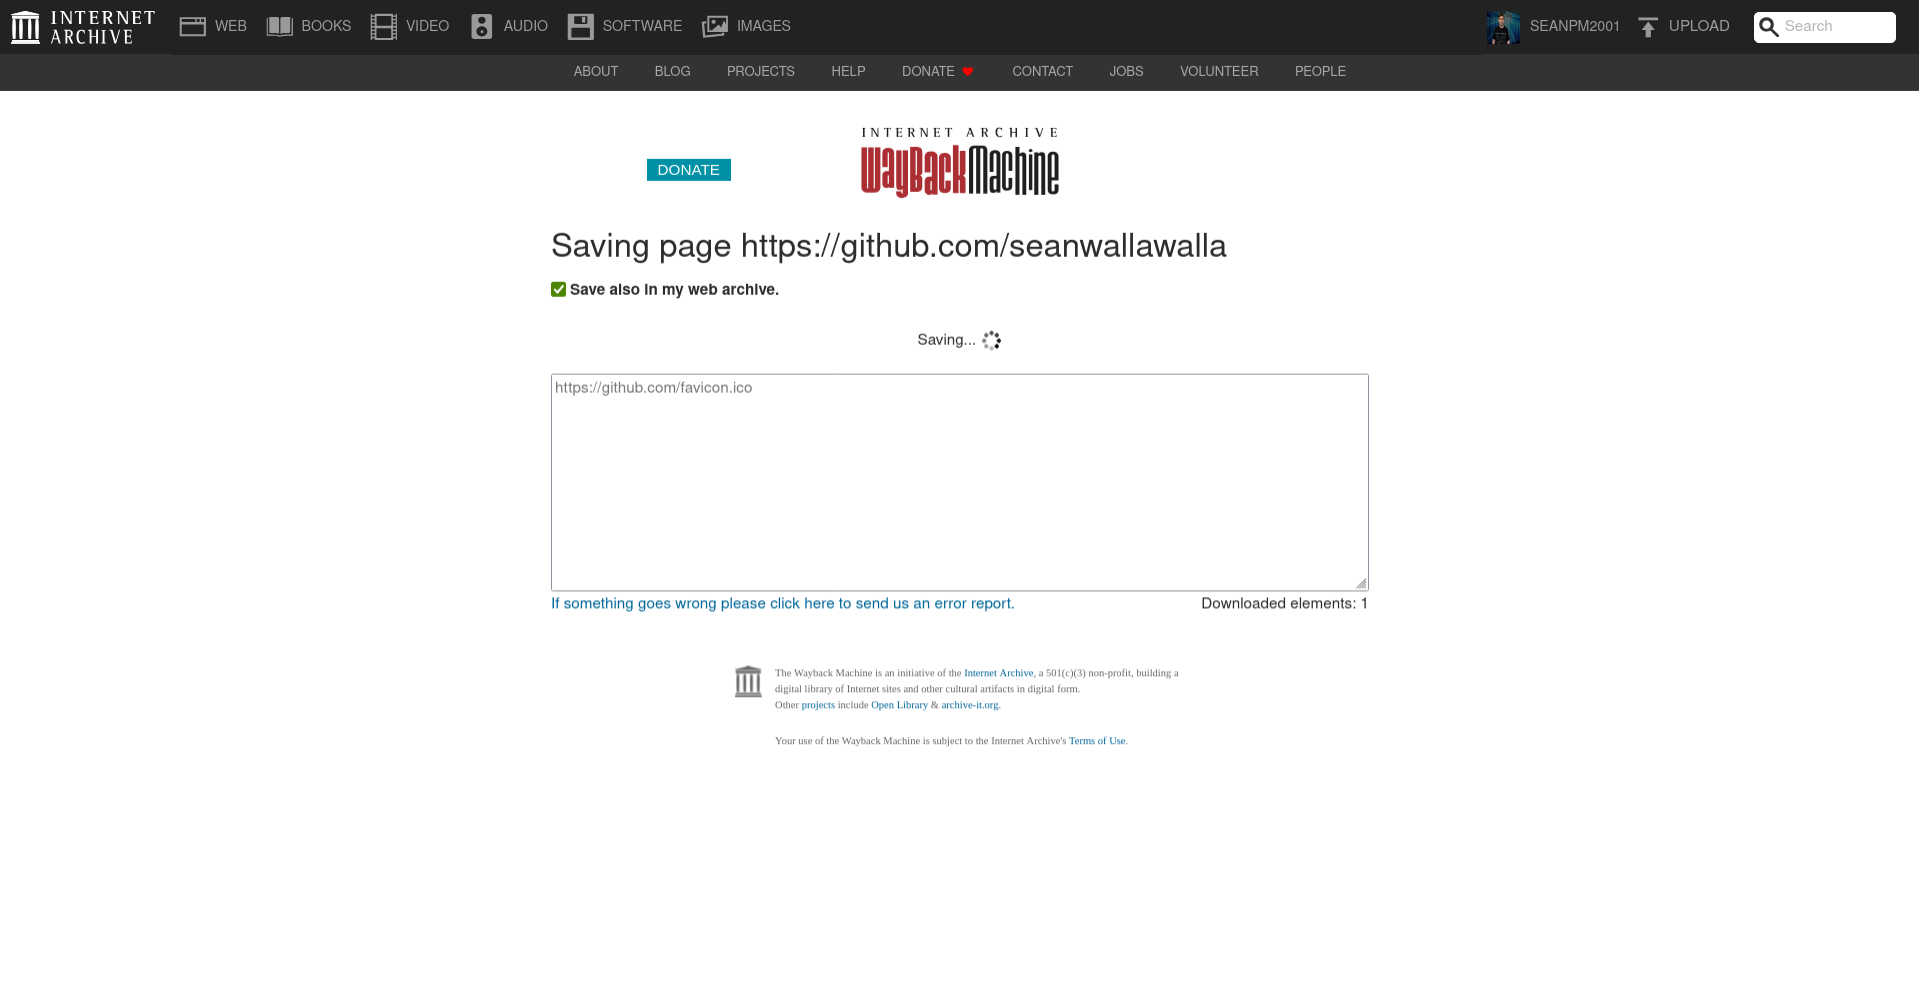 INTERNET ARCHIVE
WEB BOOKS VIDEO AUDIO SOFTWARE IMAGES SEANPM2001 UPLOAD Search
ABOUT BLOG PROJECTS HELP DONATE CONTACT JOBS VOLUNTEER PEOPLE
INTERNET ARCHIVE
DONATE WayBackMachine
Saving page https://github.com/seanwallawalla
Save also in my web archive.
Saving...
https://github.com/favicon.ico
If something goes wrong please click here to send us an error report. Downloaded elements: 1
The Wayback Machine is an initiative of the Internet Archive, a 501(c)(3) non-profit, building a
digital library of Internet sites and other cultural artifacts in digital form.
Other projects include Open Library & archive-it.org.
Your use of the Wayback Machine is subject to the Internet Archive's Terms of Use.